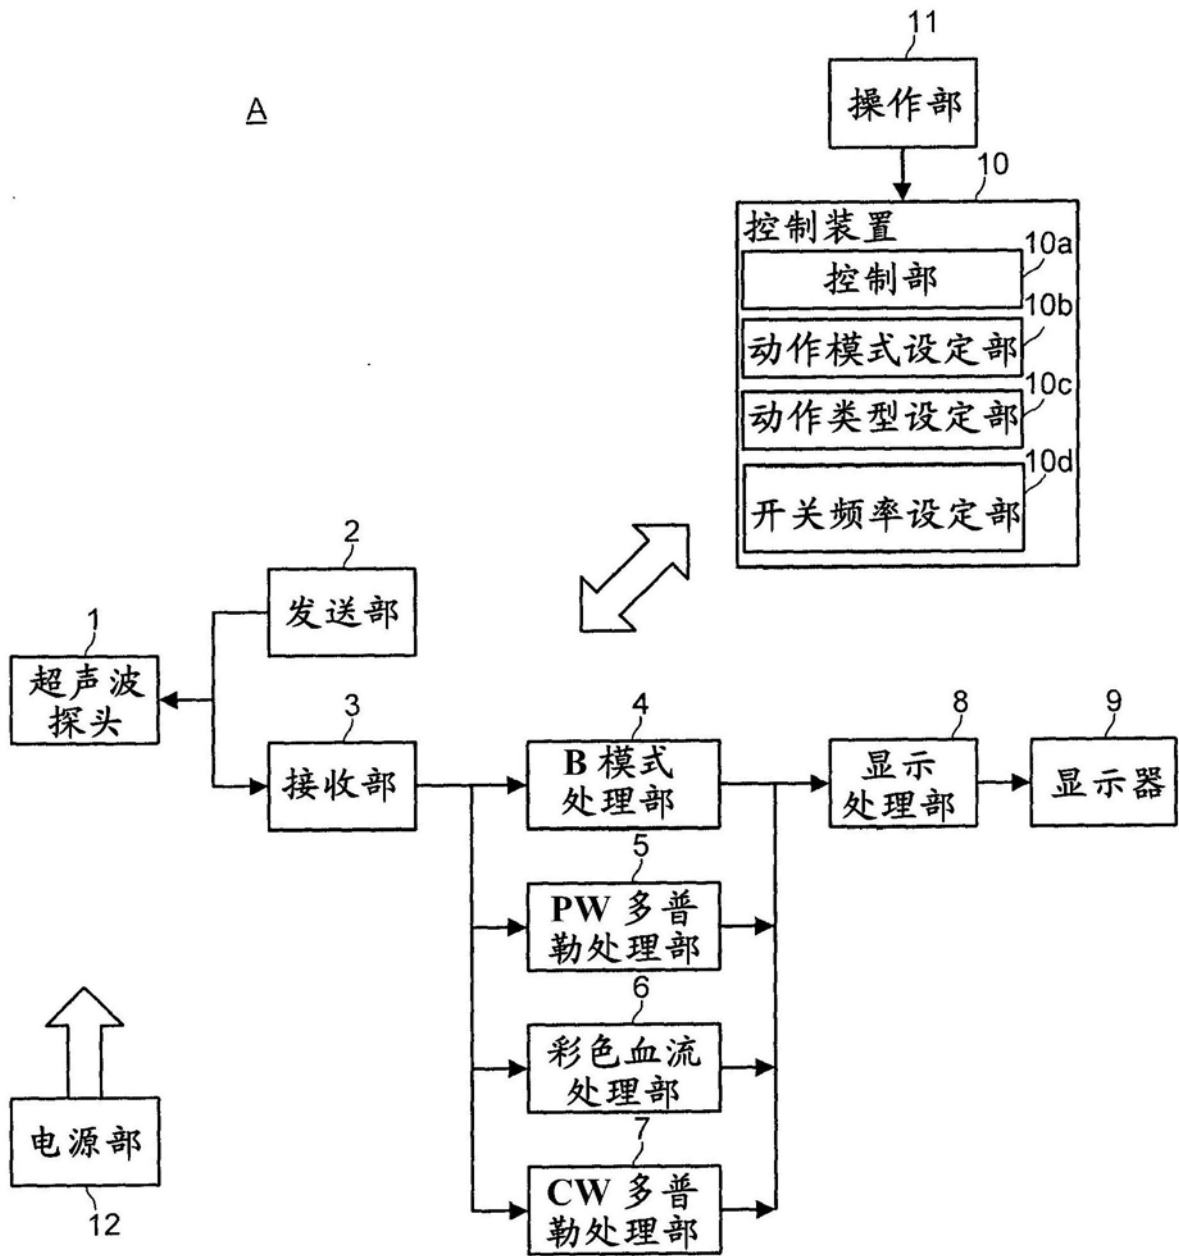 11
操作部
A
10
控制装置
10a
控制部
10b
动作模式设定部
10c
动作类型设定部
10d
开关频率设定部
2
发送部
1
超声波
探头
3
接收部
4
B 模式
处理部
8
显示
处理部
9
显示器
5
PW 多普
勒处理部
6
彩色血流
处理部
7
CW 多普
勒处理部
电源部
12